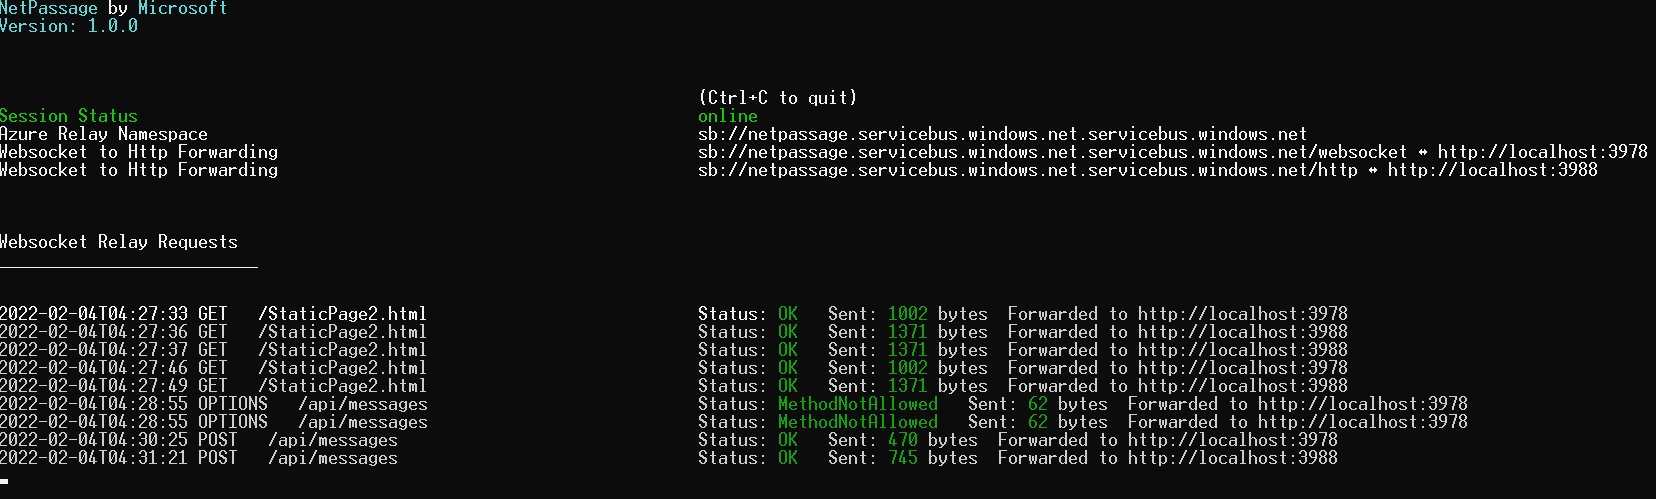 NetPassage by Microsoft
Version: 1.0.0
(Ctrl+C to quit)
Session Status online
Azure Relay Namespace sb://netpassage.servicebus.windows.net.servicebus.windows.net
Websocket to Http Forwarding sb://netpassage.servicebus.windows.net.servicebus.windows.net/websocket ↔ http://localhost:3978
Websocket to Http Forwarding sb://netpassage.servicebus.windows.net.servicebus.windows.net/http ↔ http://localhost:3988
Websocket Relay Requests
2022-02-04T04:27:33 GET /StaticPage2.html Status: OK Sent: 1002 bytes Forwarded to http://localhost:3978
2022-02-04T04:27:36 GET /StaticPage2.html Status: OK Sent: 1371 bytes Forwarded to http://localhost:3988
2022-02-04T04:27:37 GET /StaticPage2.html Status: OK Sent: 1371 bytes Forwarded to http://localhost:3988
2022-02-04T04:27:46 GET /StaticPage2.html Status: OK Sent: 1002 bytes Forwarded to http://localhost:3978
2022-02-04T04:27:49 GET /StaticPage2.html Status: OK Sent: 1371 bytes Forwarded to http://localhost:3988
2022-02-04T04:28:55 OPTIONS /api/messages Status: MethodNotAllowed Sent: 62 bytes Forwarded to http://localhost:3978
2022-02-04T04:28:55 OPTIONS /api/messages Status: MethodNotAllowed Sent: 62 bytes Forwarded to http://localhost:3978
2022-02-04T04:30:25 POST /api/messages Status: OK Sent: 470 bytes Forwarded to http://localhost:3978
2022-02-04T04:31:21 POST /api/messages Status: OK Sent: 745 bytes Forwarded to http://localhost:3988